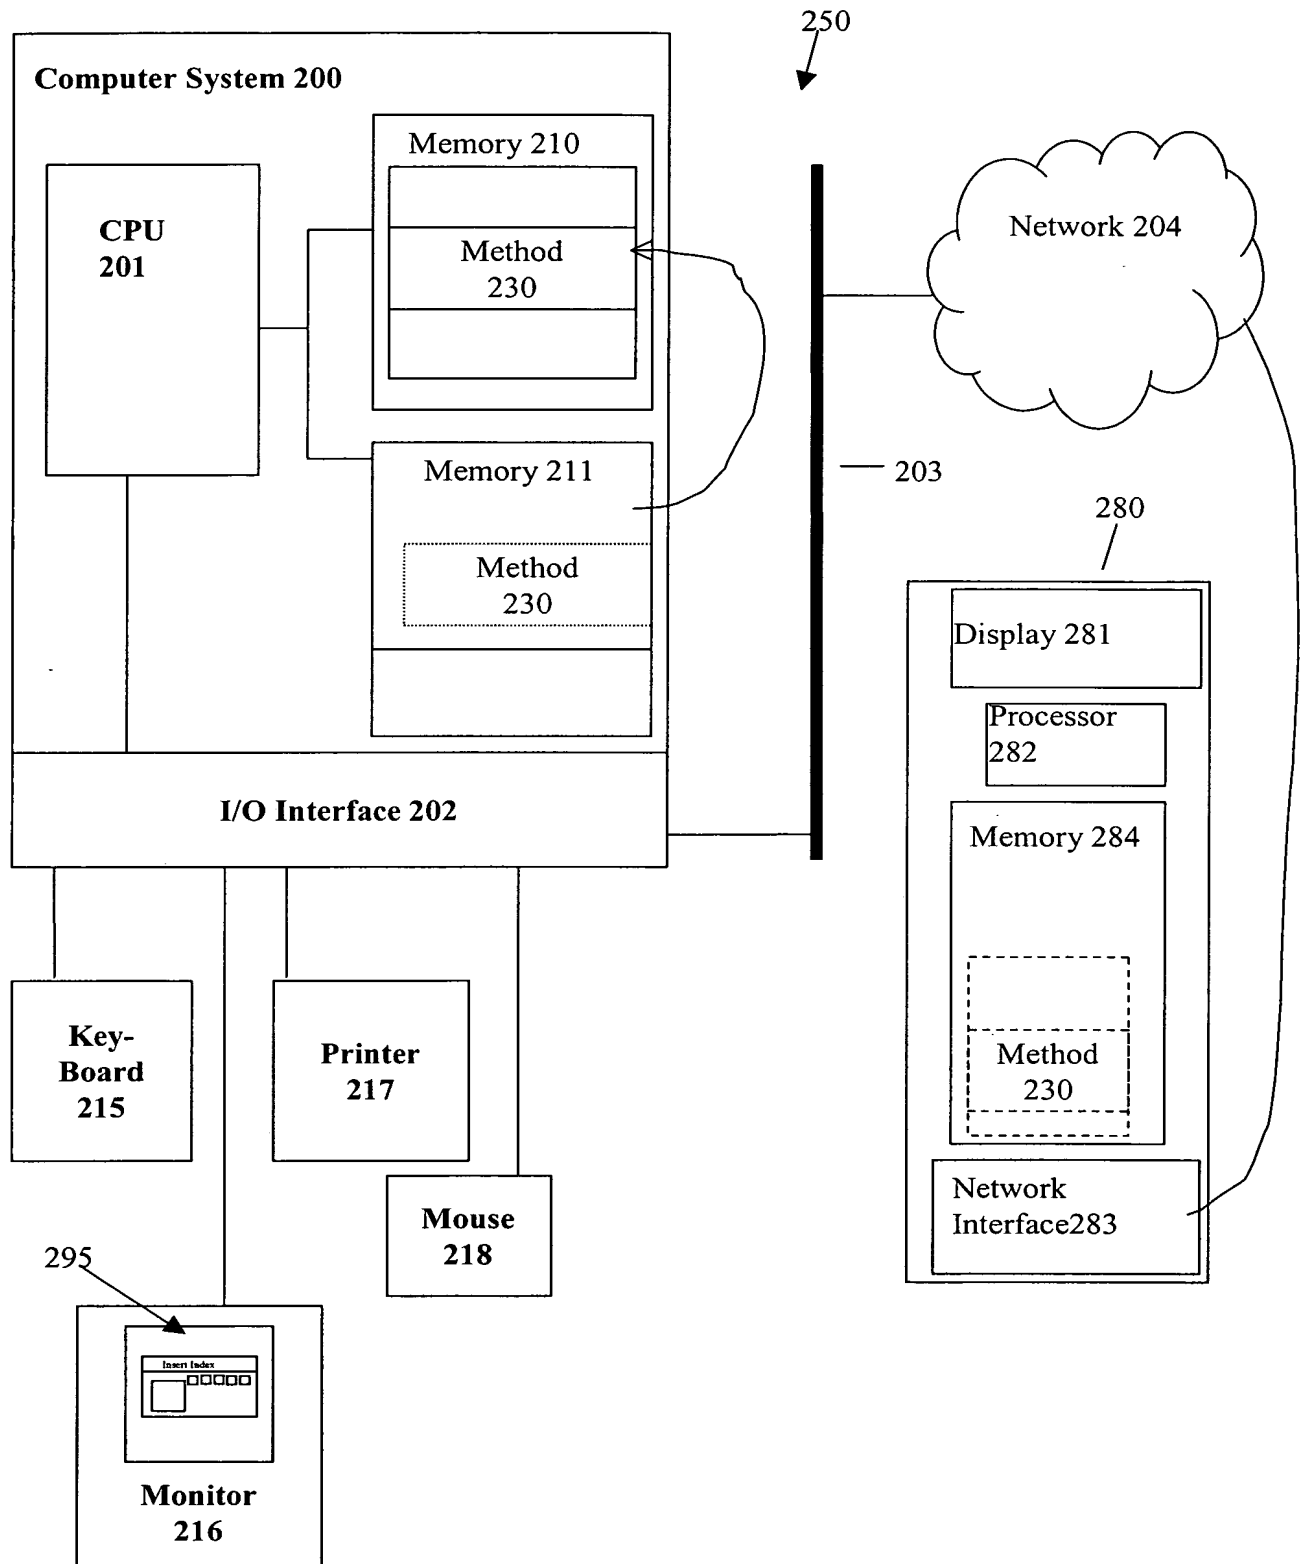 250
Computer System 200
Memory 210
CPU
201
Method
230
Network 204
Memory 211
203
Method
230
280
Display 281
Processor
282
I/O Interface 202
Memory 284
Key-
Board
215
Printer
217
Method
230
Mouse
218
Network
Interface283
295
Insert Index
Monitor
216